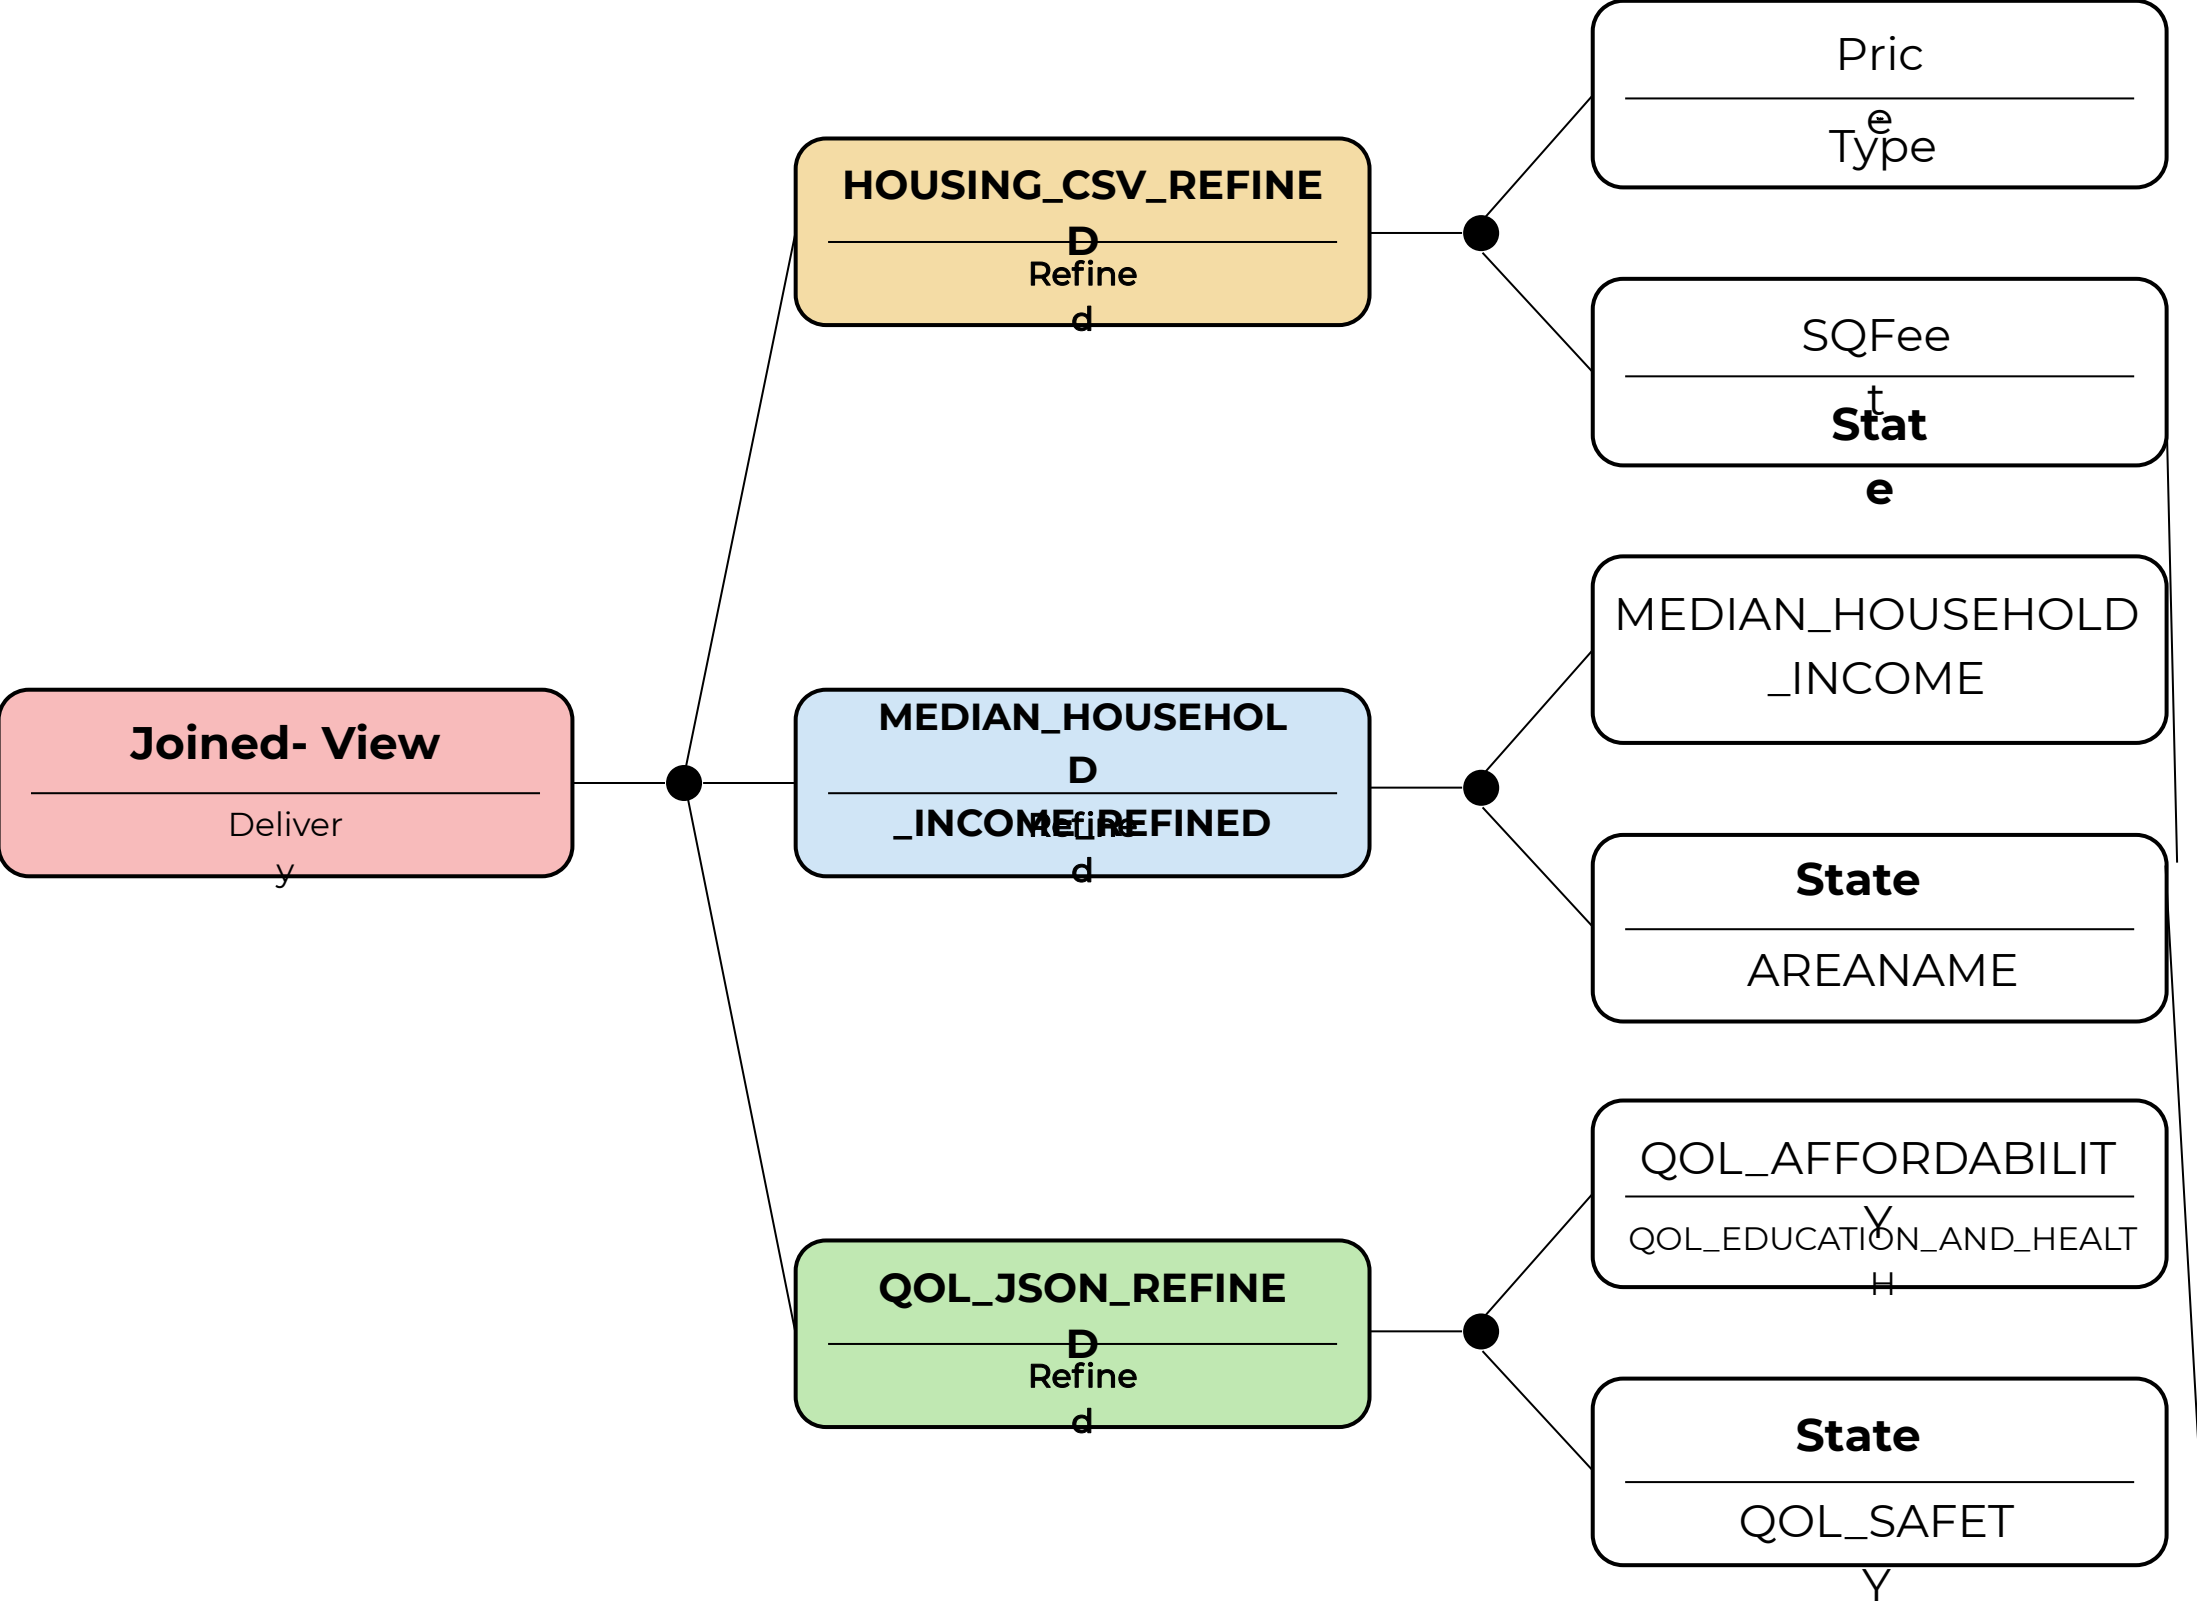 Pric
e
Type
HOUSING_CSV_REFINE
D
Refine
d
SQFee
t
Stat
e
MEDIAN_HOUSEHOLD
_INCOME
Joined- View
Deliver
y
MEDIAN_HOUSEHOL
D
_INCOME_REFINED
Refine
d
State
AREANAME
QOL_AFFORDABILIT
Y
QOL_EDUCATION_AND_HEALT
H
QOL_JSON_REFINE
D
Refine
d
State
QOL_SAFET
Y